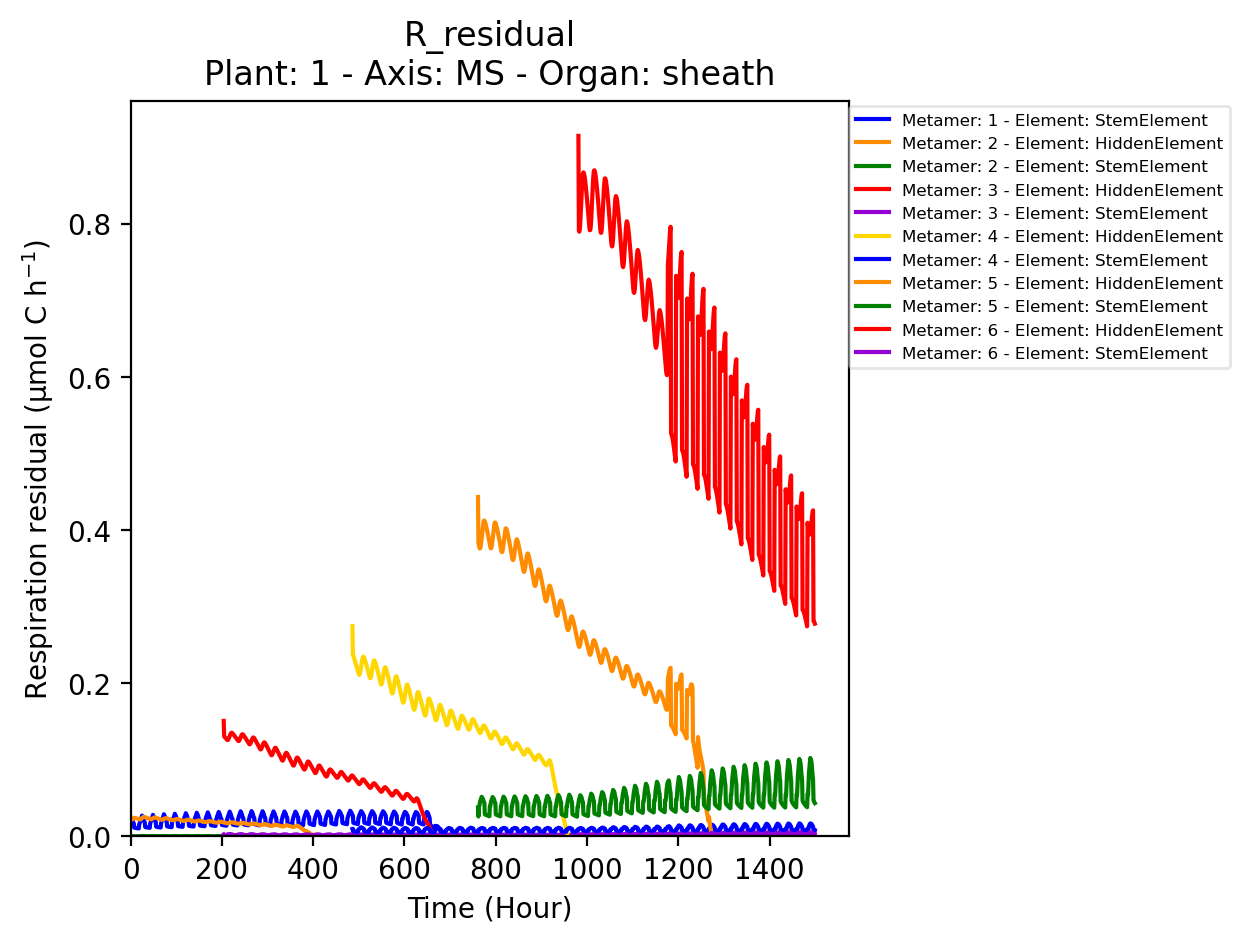 R_residual
Plant: 1 - Axis: MS - Organ: sheath
Respiration residual (µmol C h⁻¹)
0.8
0.6
0.4
0.2
0.0
0 200 400 600 800 1000 1200 1400
Time (Hour)
Metamer: 1 - Element: StemElement
Metamer: 2 - Element: HiddenElement
Metamer: 2 - Element: StemElement
Metamer: 3 - Element: HiddenElement
Metamer: 3 - Element: StemElement
Metamer: 4 - Element: HiddenElement
Metamer: 4 - Element: StemElement
Metamer: 5 - Element: HiddenElement
Metamer: 5 - Element: StemElement
Metamer: 6 - Element: HiddenElement
Metamer: 6 - Element: StemElement